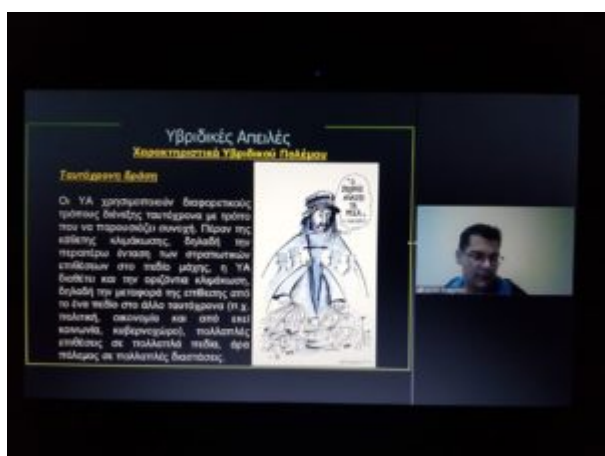 Υβριδικές Απειλές
Χαρακτηριστικά Υβριδικού Πολέμου
Ταυτόχρονη δράση
Οι ΥΑ χρησιμοποιούν διαφορετικούς
τρόπους διένεξης ταυτόχρονα με τρόπο
που να παρουσιάζει συνοχή. Πέραν της
κάθετης κλιμάκωσης, δηλαδή την
περαιτέρω ένταση των στρατιωτικών
επιθέσεων στο πεδίο μάχης, η ΥΑ
διαθέτει και την οριζόντια κλιμάκωση,
δηλαδή την μεταφορά της επίθεσης από
το ένα πεδίο στο άλλο ταυτόχρονα (π.χ.
πολιτική, οικονομία και από εκεί
κοινωνία, κυβερνοχώρο), πολλαπλές
επιθέσεις σε πολλαπλά πεδία, άρα
πόλεμος σε πολλαπλές διαστάσεις.